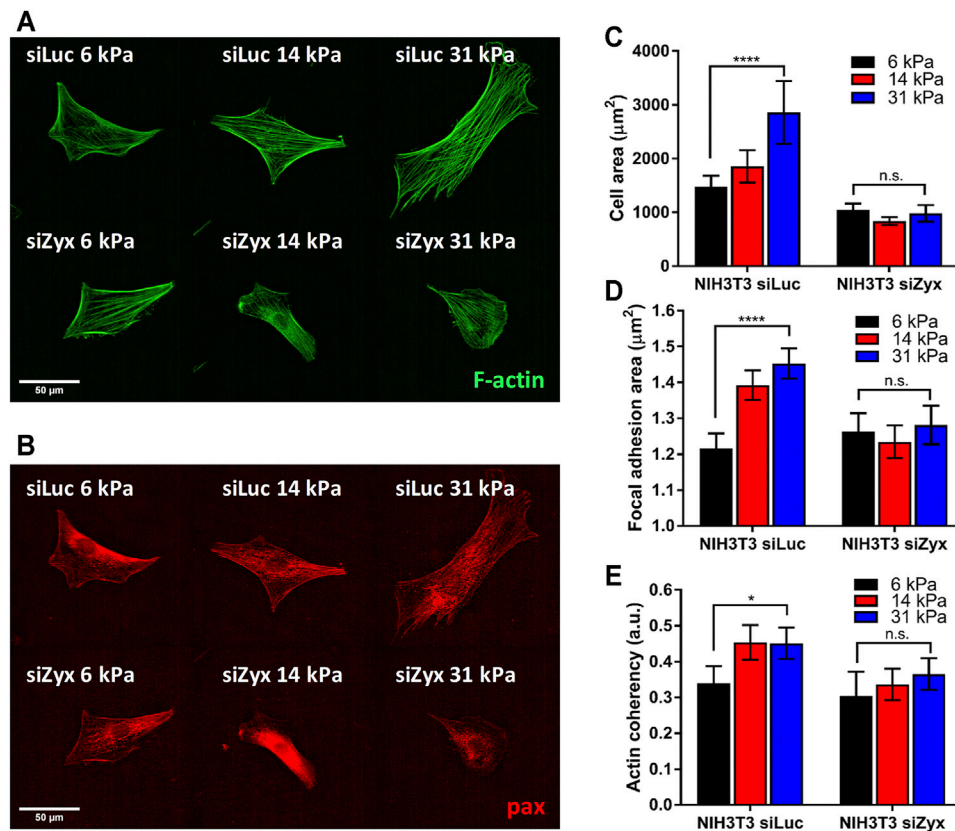 A
siLuc 6 kPa siLuc 14 kPa siLuc 31 kPa
siZyx 6 kPa siZyx 14 kPa siZyx 31 kPa
50 µm
F-actin
B
siLuc 6 kPa siLuc 14 kPa siLuc 31 kPa
siZyx 6 kPa siZyx 14 kPa siZyx 31 kPa
50 µm
pax
C
Cell area (µm²)
4000
3000
2000
1000
0
****
n.s.
6 kPa
14 kPa
31 kPa
NIH3T3 siLuc NIH3T3 siZyx
D
Focal adhesion area (µm²)
1.6
1.5
1.4
1.3
1.2
1.1
1.0
****
n.s.
6 kPa
14 kPa
31 kPa
NIH3T3 siLuc NIH3T3 siZyx
E
Actin coherency (a.u.)
0.6
0.5
0.4
0.3
0.2
0.1
0.0
*
n.s.
6 kPa
14 kPa
31 kPa
NIH3T3 siLuc NIH3T3 siZyx